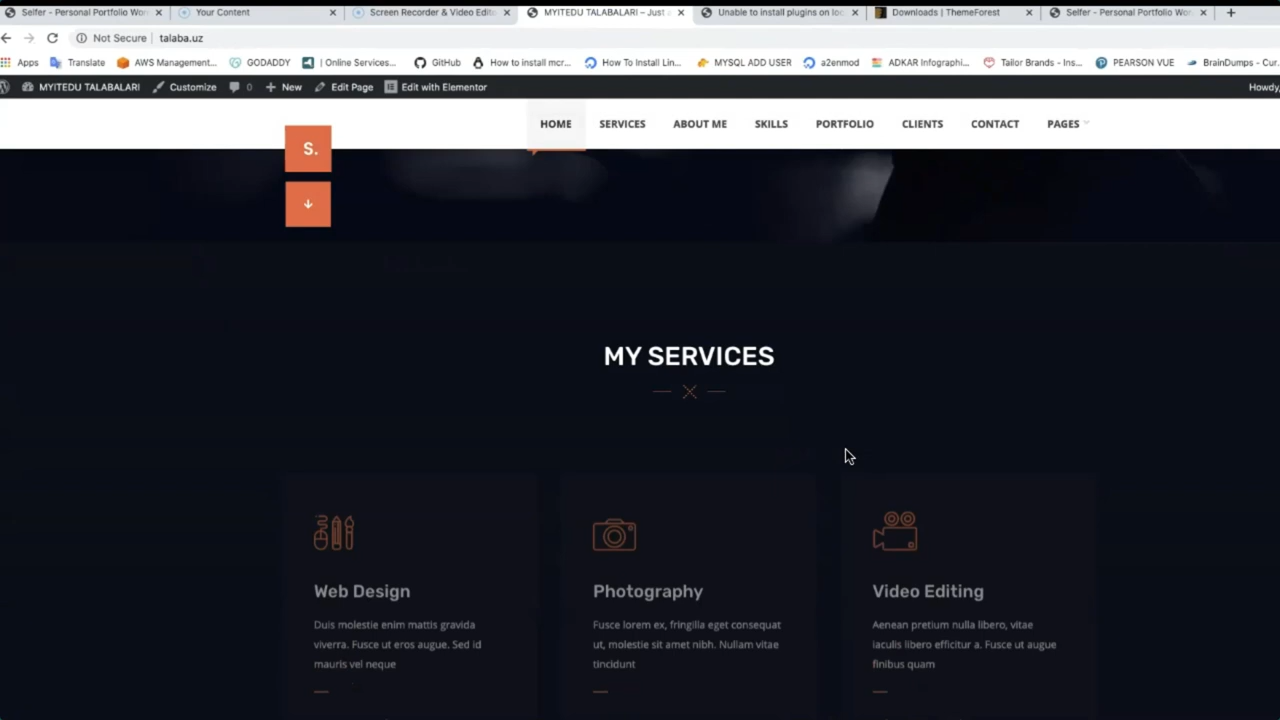 Selfer - Personal Portfolio Wor
Your Content
Screen Recorder & Video Edito
MYITEDU TALABALARI – Just a
Unable to install plugins on loc
Downloads | ThemeForest
Selfer - Personal Portfolio Wor
Not Secure | talaba.uz
Apps
Translate
AWS Management...
GODADDY
| Online Services...
GitHub
How to install mcr...
How To Install Lin...
MYSQL ADD USER
a2enmod
ADKAR Infographi...
Tailor Brands - Ins...
PEARSON VUE
BrainDumps - Cur.
MYITEDU TALABALARI
Customize
0
New
Edit Page
Edit with Elementor
Howdy,
S.
HOME
SERVICES
ABOUT ME
SKILLS
PORTFOLIO
CLIENTS
CONTACT
PAGES
MY SERVICES
Web Design
Duis molestie enim mattis gravida
viverra. Fusce ut eros augue. Sed id
mauris vel neque
Photography
Fusce lorem ex, fringilla eget consequat
ut, molestie sit amet nibh. Nullam vitae
tincidunt
Video Editing
Aenean pretium nulla libero, vitae
iaculis libero efficitur a. Fusce ut augue
finibus quam